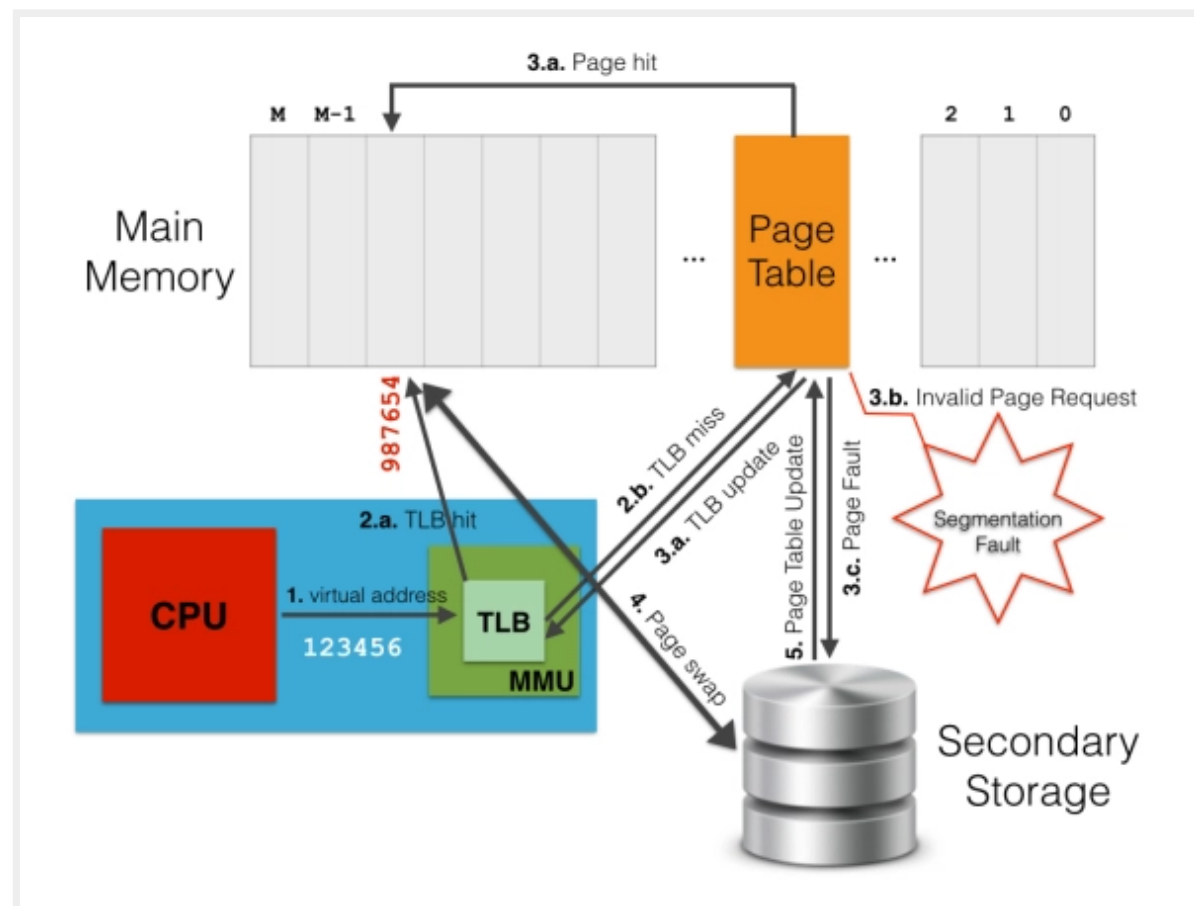 3.a. Page hit
M M-1
2 1 0
Main
Memory
...
Page
Table
...
987654
3.b. Invalid Page Request
2.b. TLB miss
3.a. TLB update
5. Page Table Update
3.c. Page Fault
Segmentation
Fault
2.a. TLB hit
CPU
1. virtual address
123456
TLB
MMU
4. Page swap
Secondary
Storage